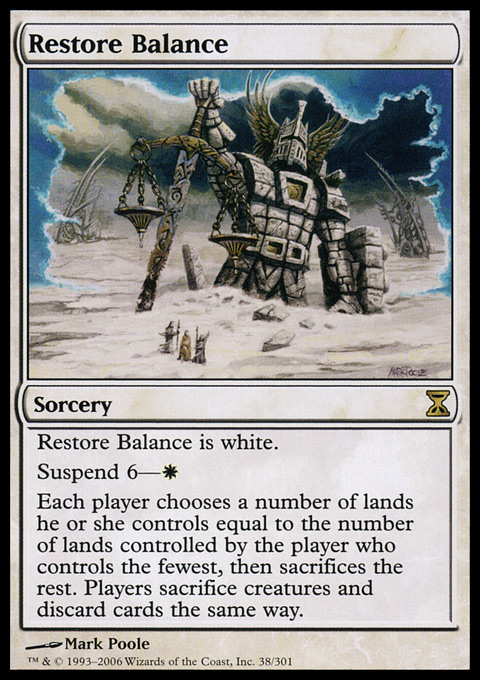 Restore Balance
Sorcery
Restore Balance is white.
Suspend 6—
Each player chooses a number of lands
he or she controls equal to the number
of lands controlled by the player who
controls the fewest, then sacrifices the
rest. Players sacrifice creatures and
discard cards the same way.
Mark Poole
™ & © 1993–2006 Wizards of the Coast, Inc. 38/301